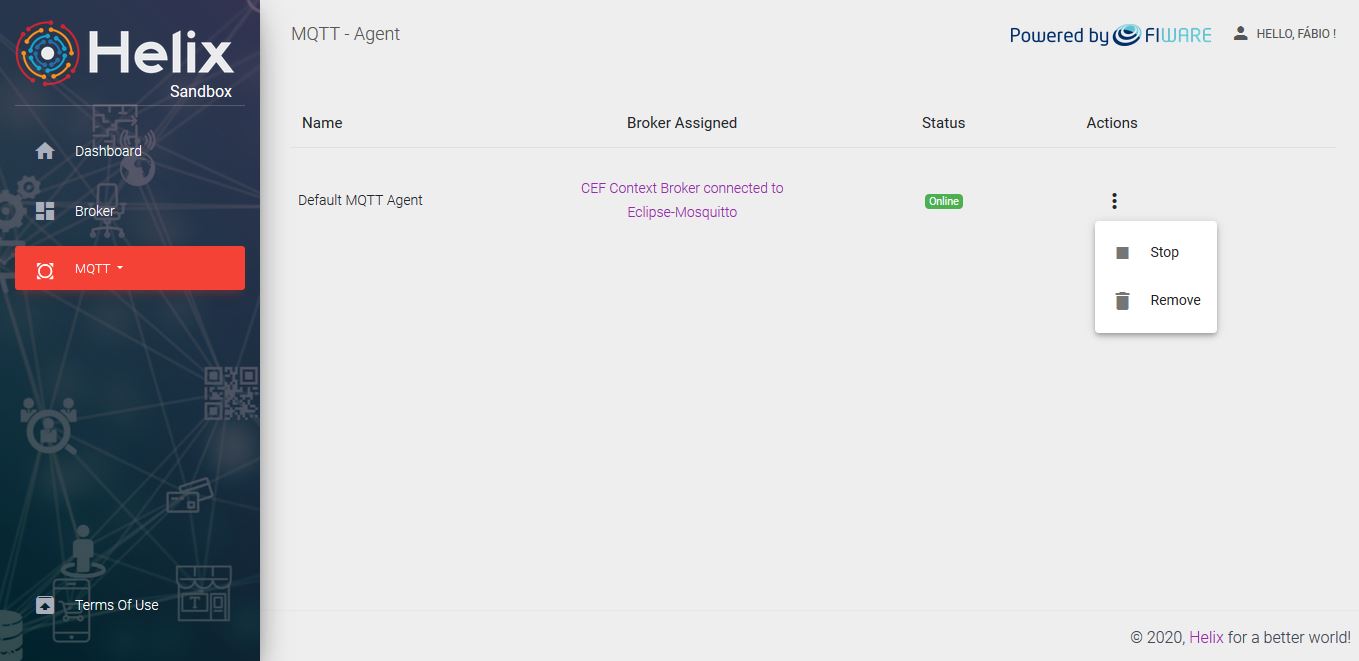 Helix
Sandbox
Dashboard
Broker
MQTT
Terms Of Use
MQTT - Agent
Powered by FIWARE
HELLO, FÁBIO !
Name Broker Assigned Status Actions
Default MQTT Agent
CEF Context Broker connected to
Eclipse-Mosquitto
Online
Stop
Remove
© 2020, Helix for a better world!